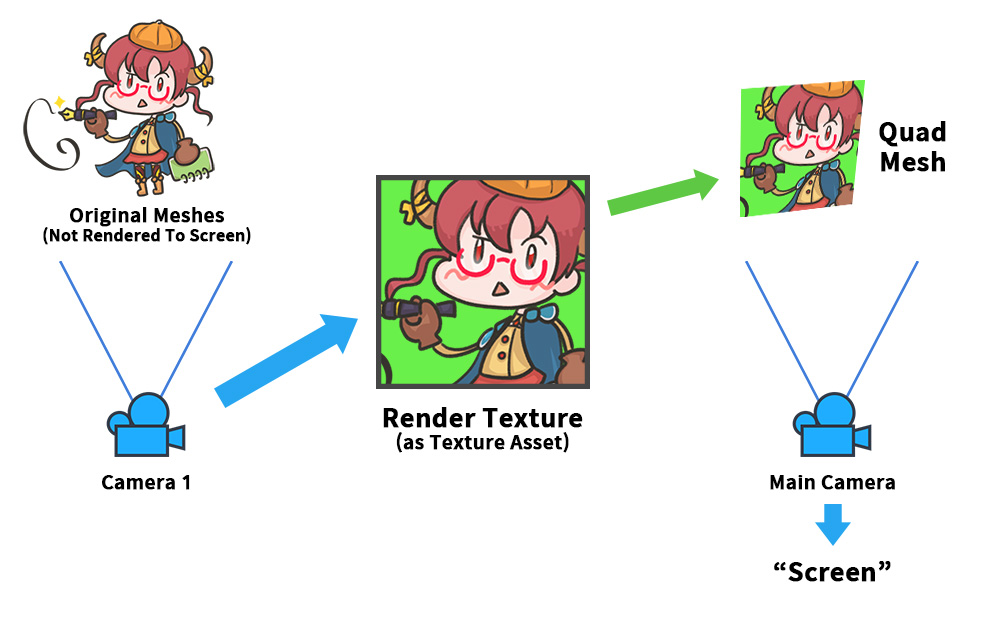 Original Meshes
(Not Rendered To Screen)
Quad
Mesh
Render Texture
(as Texture Asset)
Camera 1
Main Camera
“Screen”